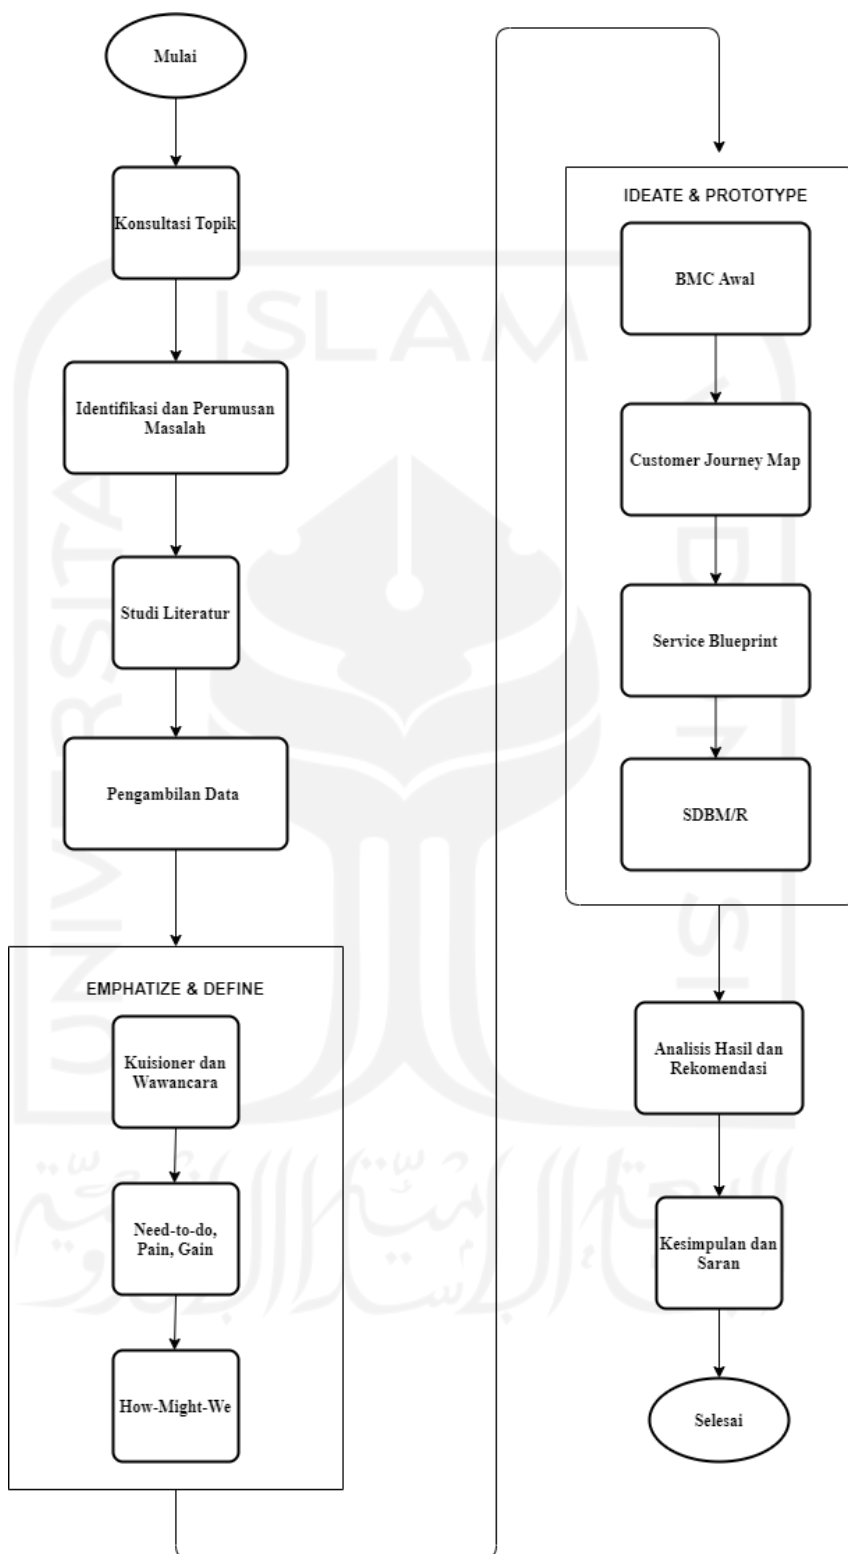 Mulai
Konsultasi Topik
Identifikasi dan Perumusan
Masalah
Studi Literatur
Pengambilan Data
EMPHATIZE & DEFINE
Kuisioner dan
Wawancara
Need-to-do,
Pain, Gain
How-Might-We
IDEATE & PROTOTYPE
BMC Awal
Customer Journey Map
Service Blueprint
SDBM/R
Analisis Hasil dan
Rekomendasi
Kesimpulan dan
Saran
Selesai
UNIVERSITA
ISLAM